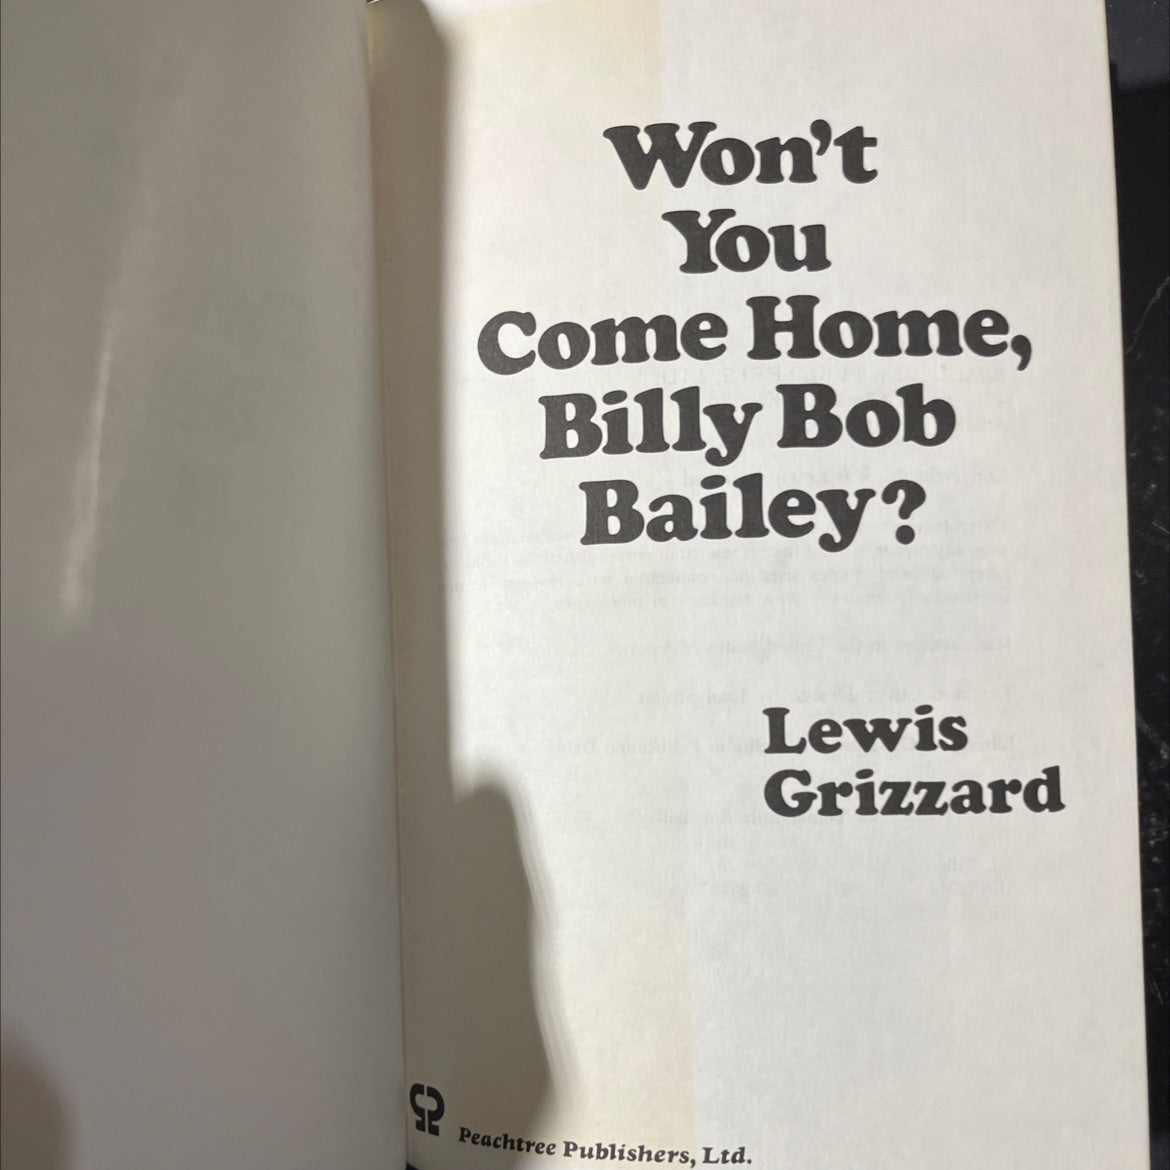 Won't
You
Come Home,
Billy Bob
Bailey?
Lewis
Grizzard
Peachtree Publishers, Ltd.